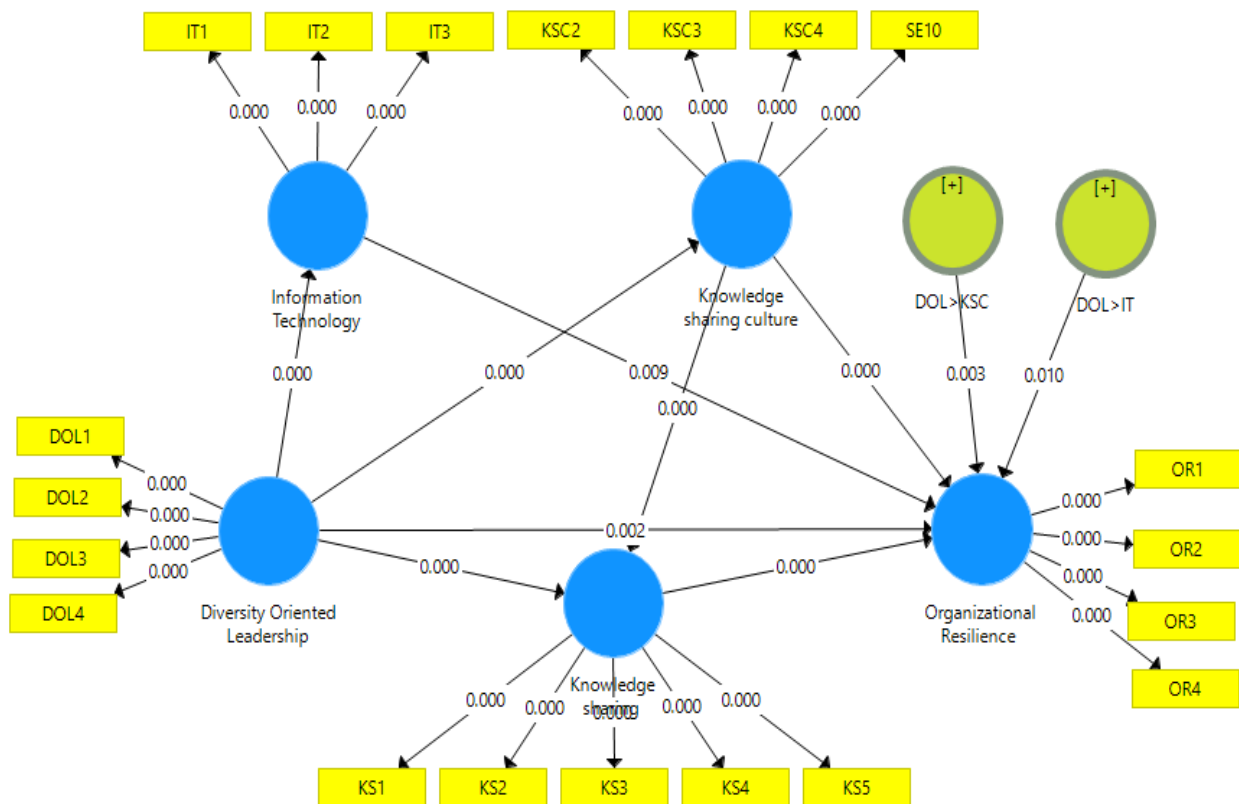 IT1
IT2
IT3
KSC2
KSC3
KSC4
SE10
0.000
0.000
0.000
0.000
0.000
0.000
0.000
[+]
[+]
Information
Technology
Knowledge
sharing culture
DOL>KSC
DOL>IT
0.000
0.000
0.009
0.000
0.000
0.003
0.010
DOL1
DOL2
DOL3
DOL4
0.000
0.000
0.000
0.000
0.002
0.000
0.000
OR1
OR2
OR3
OR4
0.000
0.000
0.000
0.000
Diversity Oriented
Leadership
Organizational
Resilience
Knowledge
sharing
0.000
0.000
0.000
0.000
0.000
KS1
KS2
KS3
KS4
KS5